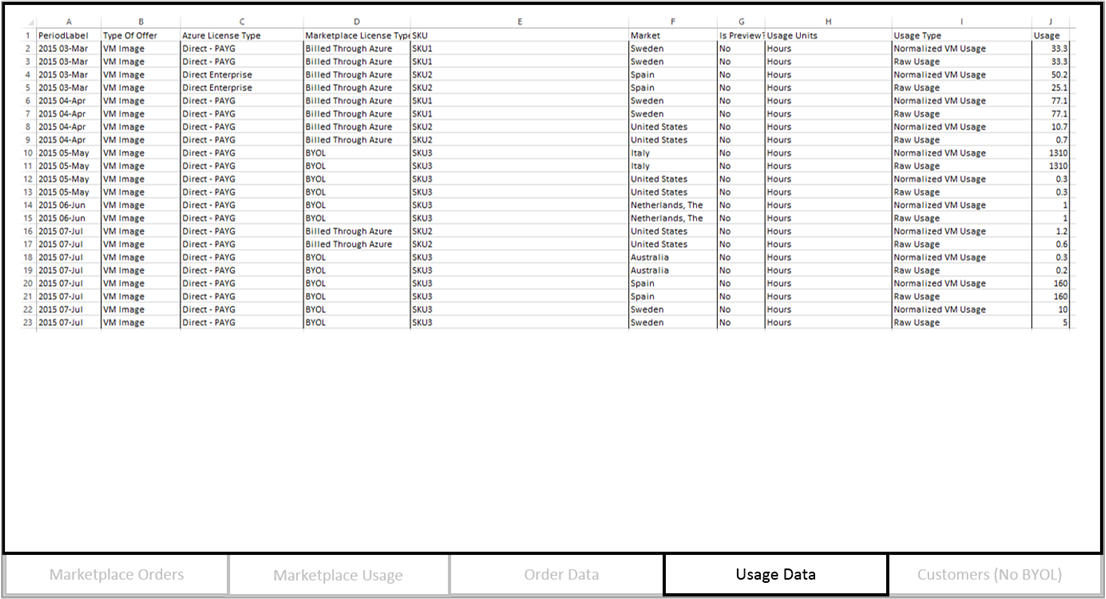 A B C D E F G H I J
1 PeriodLabel Type Of Offer Azure License Type Marketplace License Type SKU Market Is Preview? Usage Units Usage Type Usage
2 2015 03-Mar VM Image Direct - PAYG Billed Through Azure SKU1 Sweden No Hours Normalized VM Usage 33.3
3 2015 03-Mar VM Image Direct - PAYG Billed Through Azure SKU1 Sweden No Hours Raw Usage 33.3
4 2015 03-Mar VM Image Direct Enterprise Billed Through Azure SKU2 Spain No Hours Normalized VM Usage 50.2
5 2015 03-Mar VM Image Direct Enterprise Billed Through Azure SKU2 Spain No Hours Raw Usage 25.1
6 2015 04-Apr VM Image Direct - PAYG Billed Through Azure SKU1 Sweden No Hours Normalized VM Usage 77.1
7 2015 04-Apr VM Image Direct - PAYG Billed Through Azure SKU1 Sweden No Hours Raw Usage 77.1
8 2015 04-Apr VM Image Direct - PAYG Billed Through Azure SKU2 United States No Hours Normalized VM Usage 10.7
9 2015 04-Apr VM Image Direct - PAYG Billed Through Azure SKU2 United States No Hours Raw Usage 0.7
10 2015 05-May VM Image Direct - PAYG BYOL SKU3 Italy No Hours Normalized VM Usage 1310
11 2015 05-May VM Image Direct - PAYG BYOL SKU3 Italy No Hours Raw Usage 1310
12 2015 05-May VM Image Direct - PAYG BYOL SKU3 United States No Hours Normalized VM Usage 0.3
13 2015 05-May VM Image Direct - PAYG BYOL SKU3 United States No Hours Raw Usage 0.3
14 2015 06-Jun VM Image Direct - PAYG BYOL SKU3 Netherlands, The No Hours Normalized VM Usage 1
15 2015 06-Jun VM Image Direct - PAYG BYOL SKU3 Netherlands, The No Hours Raw Usage 1
16 2015 07-Jul VM Image Direct - PAYG Billed Through Azure SKU2 United States No Hours Normalized VM Usage 1.2
17 2015 07-Jul VM Image Direct - PAYG Billed Through Azure SKU2 United States No Hours Raw Usage 0.6
18 2015 07-Jul VM Image Direct - PAYG BYOL SKU3 Australia No Hours Normalized VM Usage 0.3
19 2015 07-Jul VM Image Direct - PAYG BYOL SKU3 Australia No Hours Raw Usage 0.2
20 2015 07-Jul VM Image Direct - PAYG BYOL SKU3 Spain No Hours Normalized VM Usage 160
21 2015 07-Jul VM Image Direct - PAYG BYOL SKU3 Spain No Hours Raw Usage 160
22 2015 07-Jul VM Image Direct - PAYG BYOL SKU3 Sweden No Hours Normalized VM Usage 10
23 2015 07-Jul VM Image Direct - PAYG BYOL SKU3 Sweden No Hours Raw Usage 5
Marketplace Orders Marketplace Usage Order Data Usage Data Customers (No BYOL)